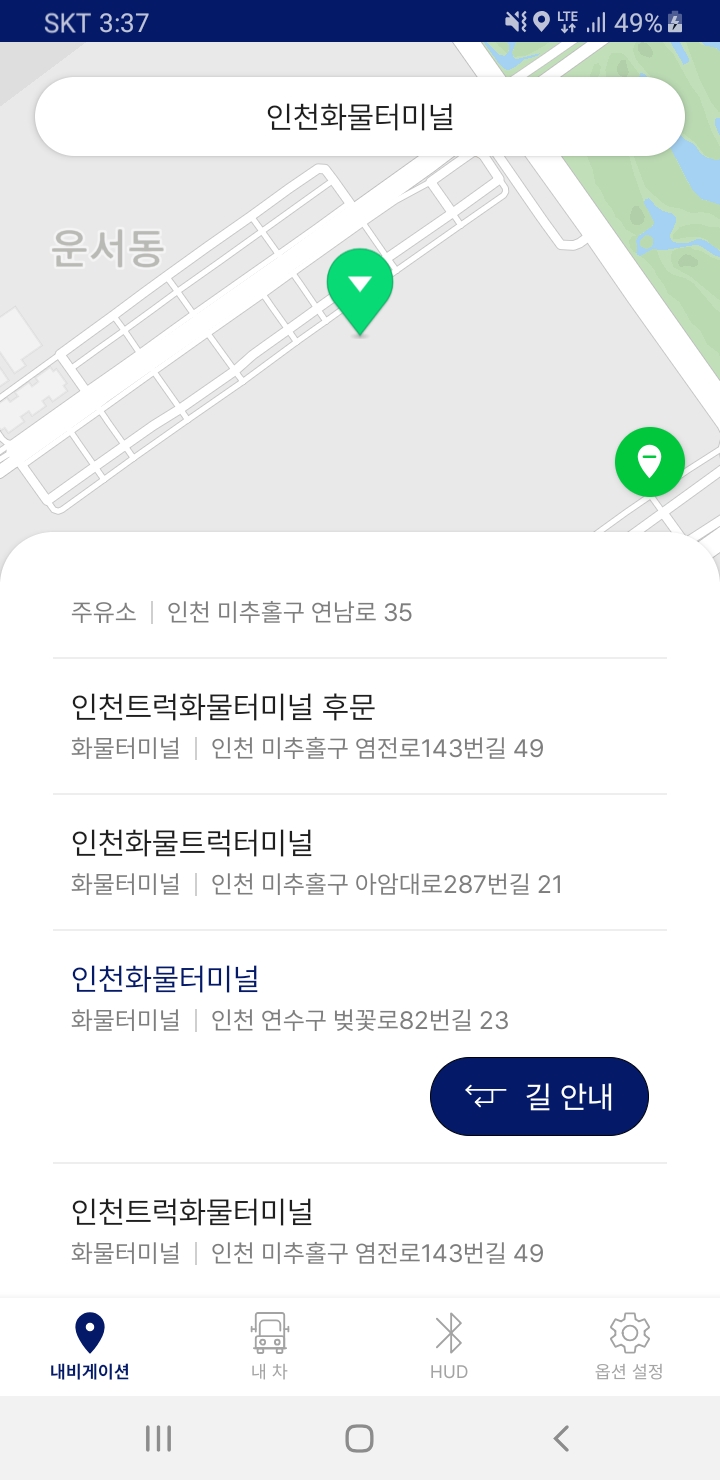 SKT 3:37
LTE
49%
인천화물터미널
운서동
주유소 | 인천 미추홀구 연남로 35
인천트럭화물터미널 후문
화물터미널 | 인천 미추홀구 염전로143번길 49
인천화물트럭터미널
화물터미널 | 인천 미추홀구 아암대로287번길 21
인천화물터미널
화물터미널 | 인천 연수구 벚꽃로82번길 23
길 안내
인천트럭화물터미널
화물터미널 | 인천 미추홀구 염전로143번길 49
내비게이션
내 차
HUD
옵션 설정